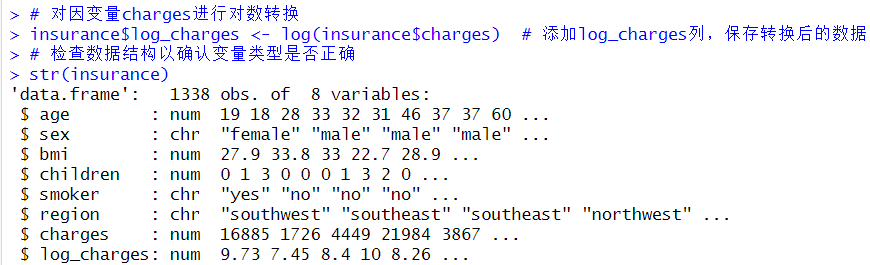 > # 对因变量charges进行对数转换
> insurance$log_charges <- log(insurance$charges)  # 添加log_charges列，保存转换后的数据
> # 检查数据结构以确认变量类型是否正确
> str(insurance)
'data.frame':   1338 obs. of  8 variables:
 $ age        : num  19 18 28 33 32 31 46 37 37 60 ...
 $ sex        : chr  "female" "male" "male" "male" ...
 $ bmi        : num  27.9 33.8 33 22.7 28.9 ...
 $ children   : num  0 1 3 0 0 0 1 3 2 0 ...
 $ smoker     : chr  "yes" "no" "no" "no" ...
 $ region     : chr  "southwest" "southeast" "southeast" "northwest" ...
 $ charges    : num  16885 1726 4449 21984 3867 ...
 $ log_charges: num  9.73 7.45 8.4 10 8.26 ...